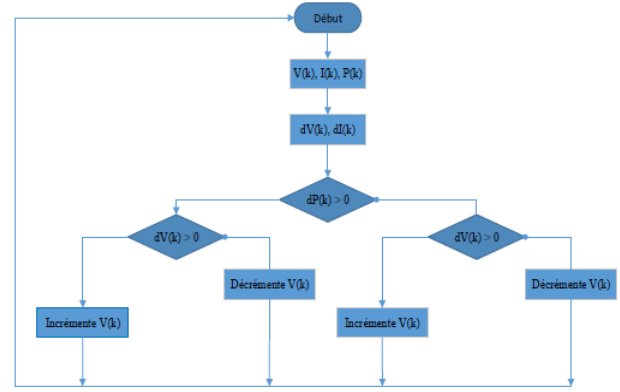 Début
V(k), I(k), P(k)
dV(k), dI(k)
dP(k) > 0
dV(k) > 0
dV(k) > 0
Décrémente V(k)
Décrémente V(k)
Incrémente V(k)
Incrémente V(k)